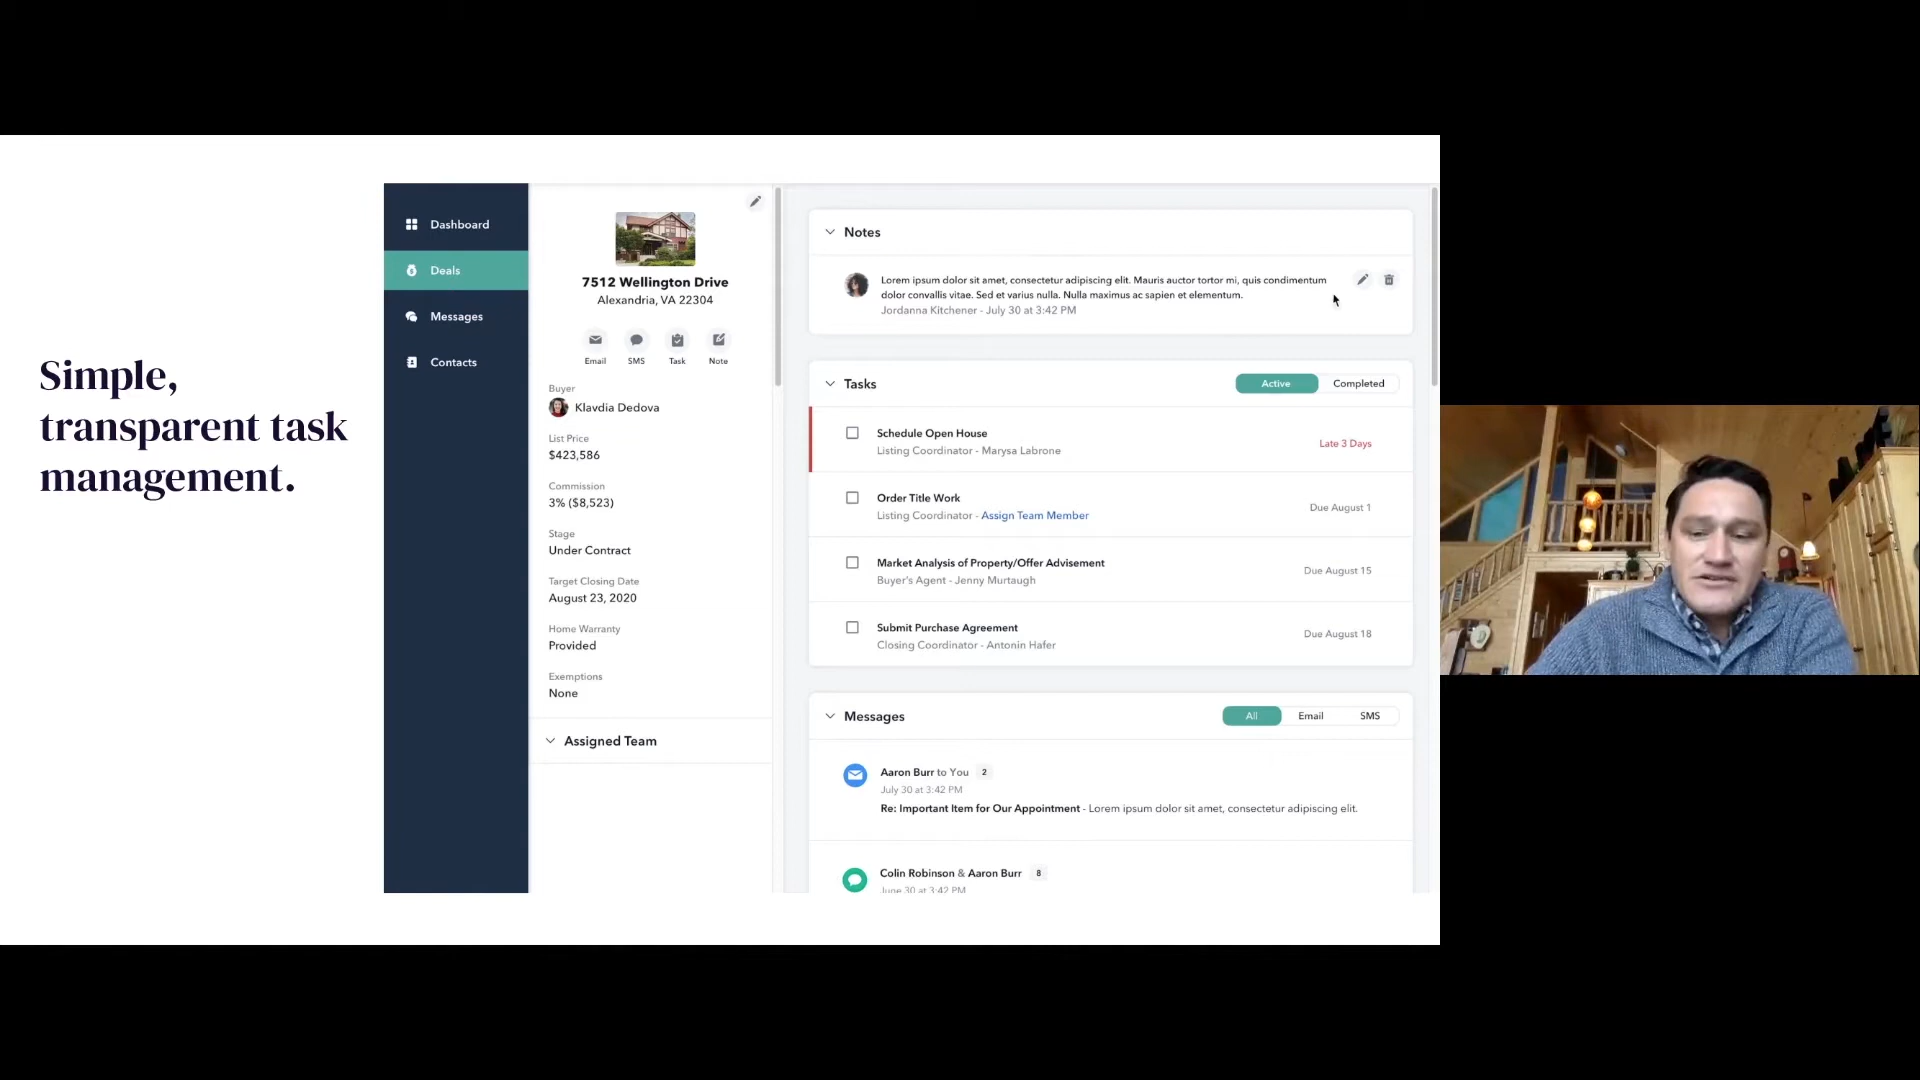 Simple,
transparent task
management.
Dashboard
Deals
Messages
Contacts
7512 Wellington Drive
Alexandria, VA 22304
Email SMS Task Note
Buyer
Klavdia Dedova
List Price
$423,586
Commission
3% ($8,523)
Stage
Under Contract
Target Closing Date
August 23, 2020
Home Warranty
Provided
Exemptions
None
Assigned Team
Notes
Lorem ipsum dolor sit amet, consectetur adipiscing elit. Mauris auctor tortor mi, quis condimentum
dolor convallis vitae. Sed et varius nulla. Nulla maximus ac sapien et elementum.
Jordanna Kitchener - July 30 at 3:42 PM
Tasks
Active Completed
Schedule Open House
Listing Coordinator - Marysa Labrone
Late 3 Days
Order Title Work
Listing Coordinator - Assign Team Member
Due August 1
Market Analysis of Property/Offer Advisement
Buyer's Agent - Jenny Murtaugh
Due August 15
Submit Purchase Agreement
Closing Coordinator - Antonin Hafer
Due August 18
Messages
All Email SMS
Aaron Burr to You 2
July 30 at 3:42 PM
Re: Important Item for Our Appointment - Lorem ipsum dolor sit amet, consectetur adipiscing elit.
Colin Robinson & Aaron Burr 8
June 30 at 3:42 PM